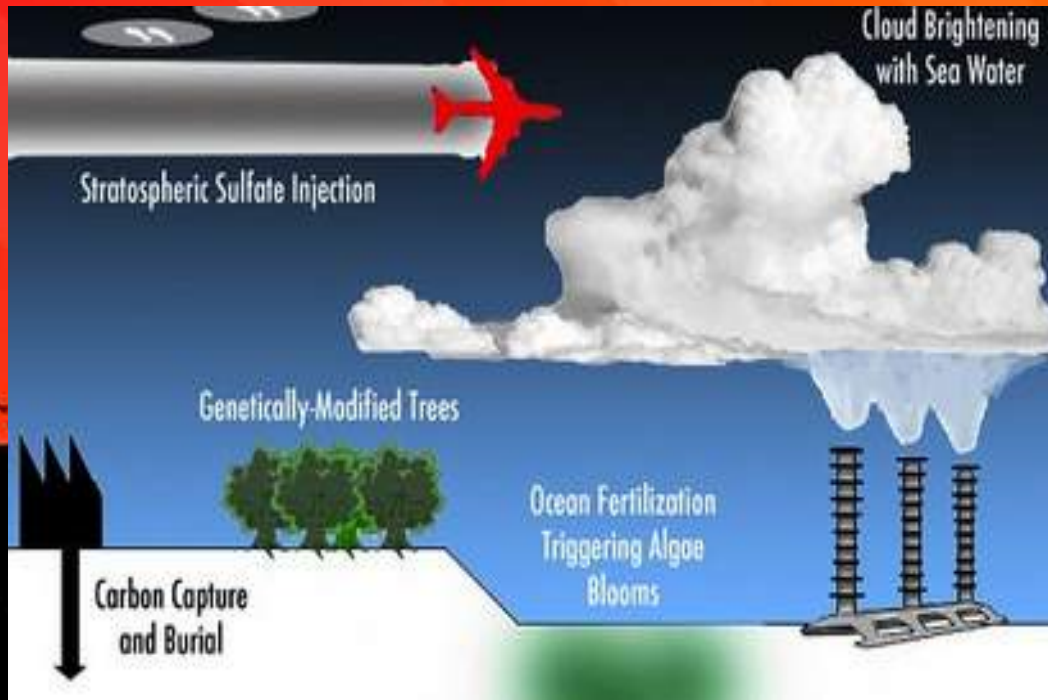 Cloud Brightening
with Sea Water
Stratospheric Sulfate Injection
Genetically-Modified Trees
Ocean Fertilization
Triggering Algae
Blooms
Carbon Capture
and Burial